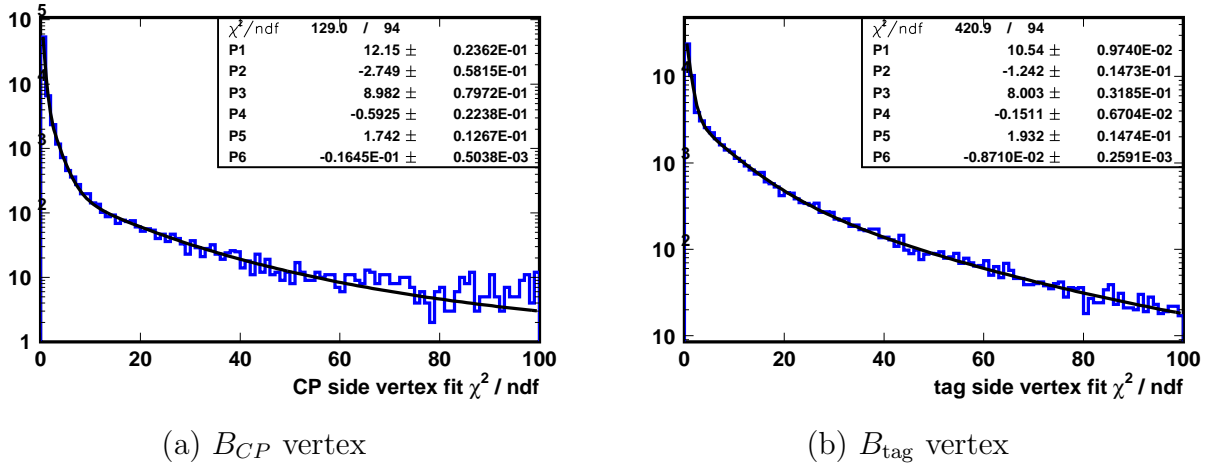 χ²/ndf 129.0 / 94
P1 12.15 ± 0.2362E-01
P2 -2.749 ± 0.5815E-01
P3 8.982 ± 0.7972E-01
P4 -0.5925 ± 0.2238E-01
P5 1.742 ± 0.1267E-01
P6 -0.1645E-01 ± 0.5038E-03
10 5
10 4
10 3
10 2
10
1
0 20 40 60 80 100
CP side vertex fit χ² / ndf
(a) B_CP vertex
χ²/ndf 420.9 / 94
P1 10.54 ± 0.9740E-02
P2 -1.242 ± 0.1473E-01
P3 8.003 ± 0.3185E-01
P4 -0.1511 ± 0.6704E-02
P5 1.932 ± 0.1474E-01
P6 -0.8710E-02 ± 0.2591E-03
10 4
10 3
10 2
10
0 20 40 60 80 100
tag side vertex fit χ² / ndf
(b) B_tag vertex